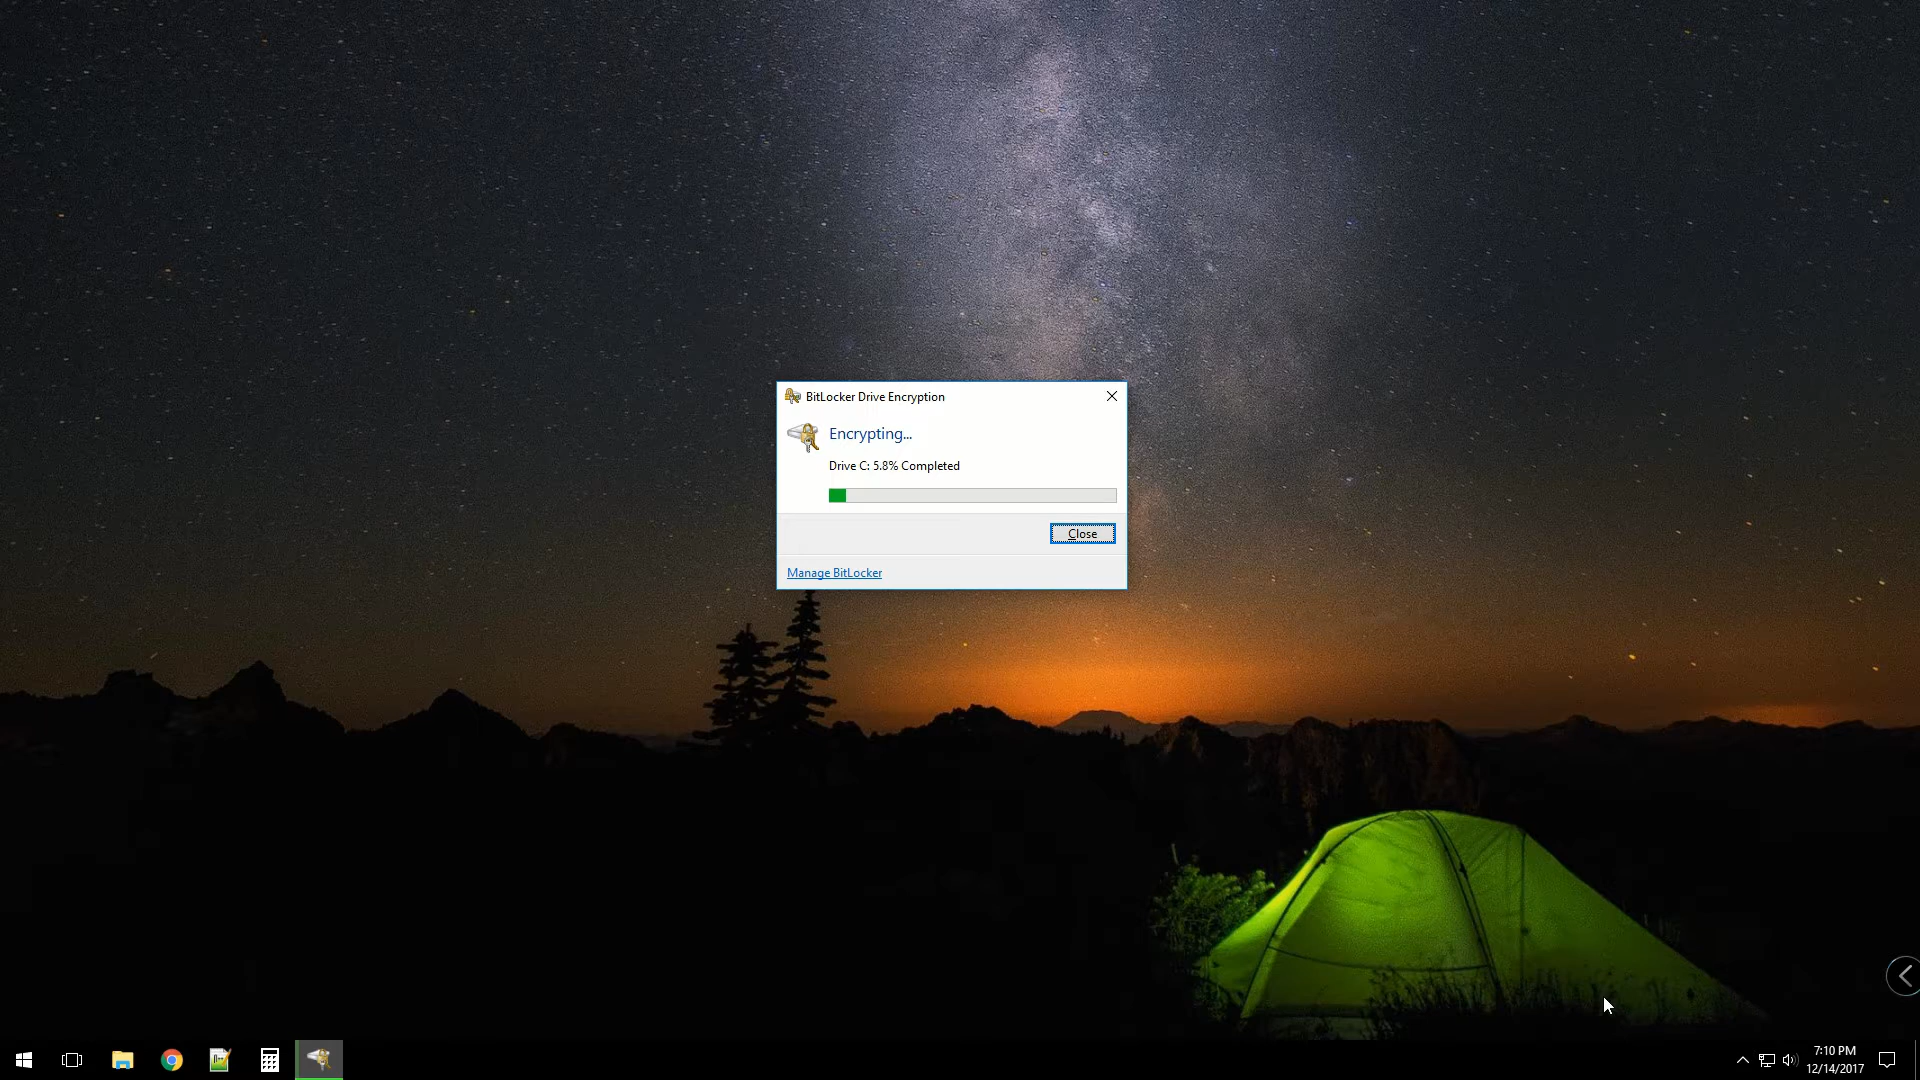 BitLocker Drive Encryption
Encrypting...
Drive C: 5.8% Completed
Close
Manage BitLocker
7:10 PM
12/14/2017